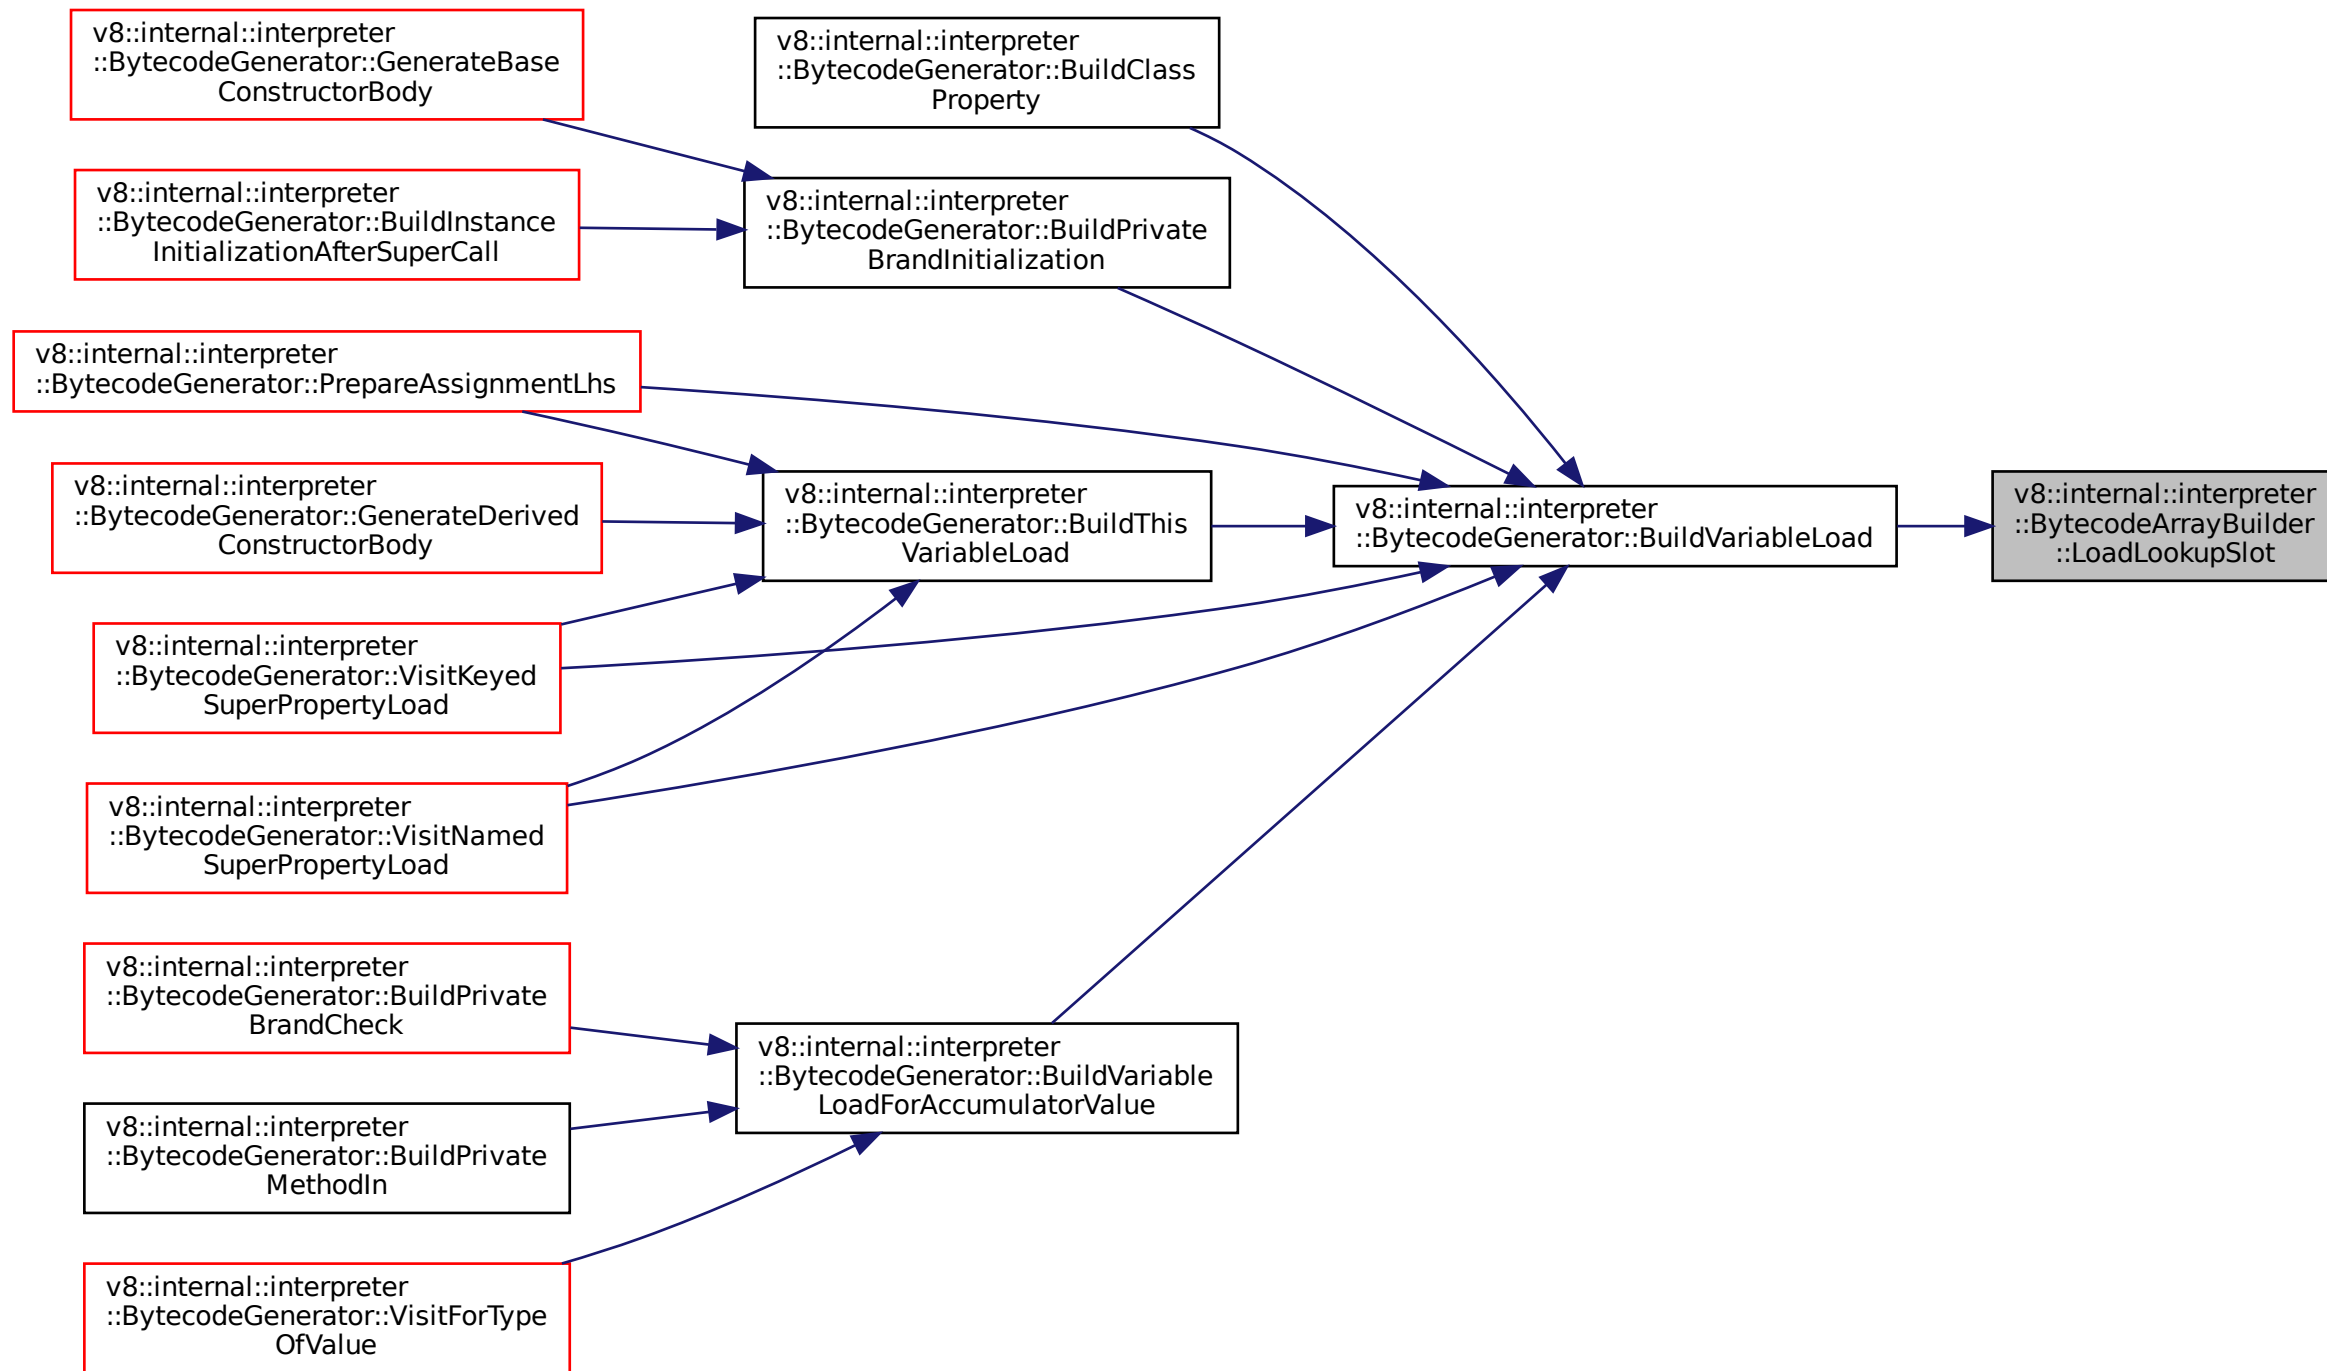 v8::internal::interpreter
::BytecodeGenerator::GenerateBase
ConstructorBody
v8::internal::interpreter
::BytecodeGenerator::BuildInstance
InitializationAfterSuperCall
v8::internal::interpreter
::BytecodeGenerator::PrepareAssignmentLhs
v8::internal::interpreter
::BytecodeGenerator::GenerateDerived
ConstructorBody
v8::internal::interpreter
::BytecodeGenerator::VisitKeyed
SuperPropertyLoad
v8::internal::interpreter
::BytecodeGenerator::VisitNamed
SuperPropertyLoad
v8::internal::interpreter
::BytecodeGenerator::BuildPrivate
BrandCheck
v8::internal::interpreter
::BytecodeGenerator::BuildPrivate
MethodIn
v8::internal::interpreter
::BytecodeGenerator::VisitForType
OfValue
v8::internal::interpreter
::BytecodeGenerator::BuildClass
Property
v8::internal::interpreter
::BytecodeGenerator::BuildPrivate
BrandInitialization
v8::internal::interpreter
::BytecodeGenerator::BuildThis
VariableLoad
v8::internal::interpreter
::BytecodeGenerator::BuildVariable
LoadForAccumulatorValue
v8::internal::interpreter
::BytecodeGenerator::BuildVariableLoad
v8::internal::interpreter
::BytecodeArrayBuilder
::LoadLookupSlot